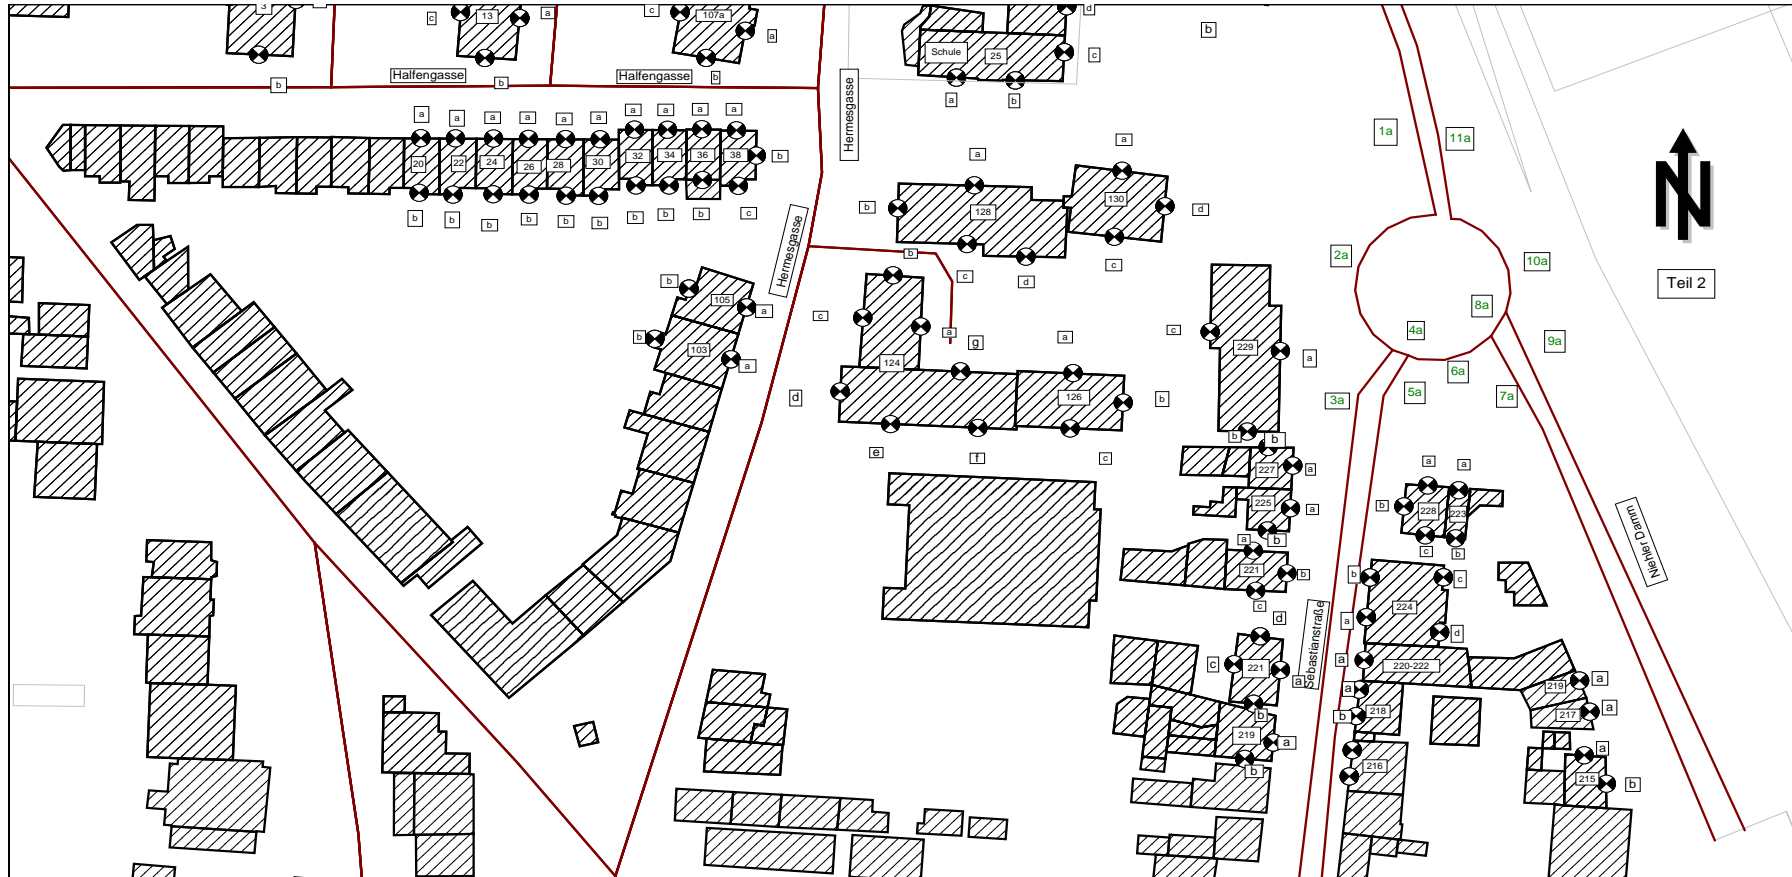 3
c
13
a
c
107a
a
d
b
Schule
25
c
Halfengasse
b
Halfengasse
b
b
Hermesgasse
a
b
a
a
a
a
a
a
a
a
a
a
20
22
24
26
28
30
32
34
36
38
b
b
b
b
b
b
b
b
b
b
c
1a
11a
a
a
b
128
130
d
N
Teil 2
Hermesgasse
b
c
d
c
2a
10a
b
105
a
c
8a
4a
9a
b
103
a
a
g
a
c
229
a
124
6a
d
126
b
3a
5a
7a
e
f
c
b
b
227
a
a
a
225
a
b
228
223
c
b
a
b
221
b
c
b
c
224
a
d
d
Sebastianstraße
Niehler Damm
c
221
a
a
220-222
a
219
a
a
b
218
b
217
a
219
a
b
216
a
215
b